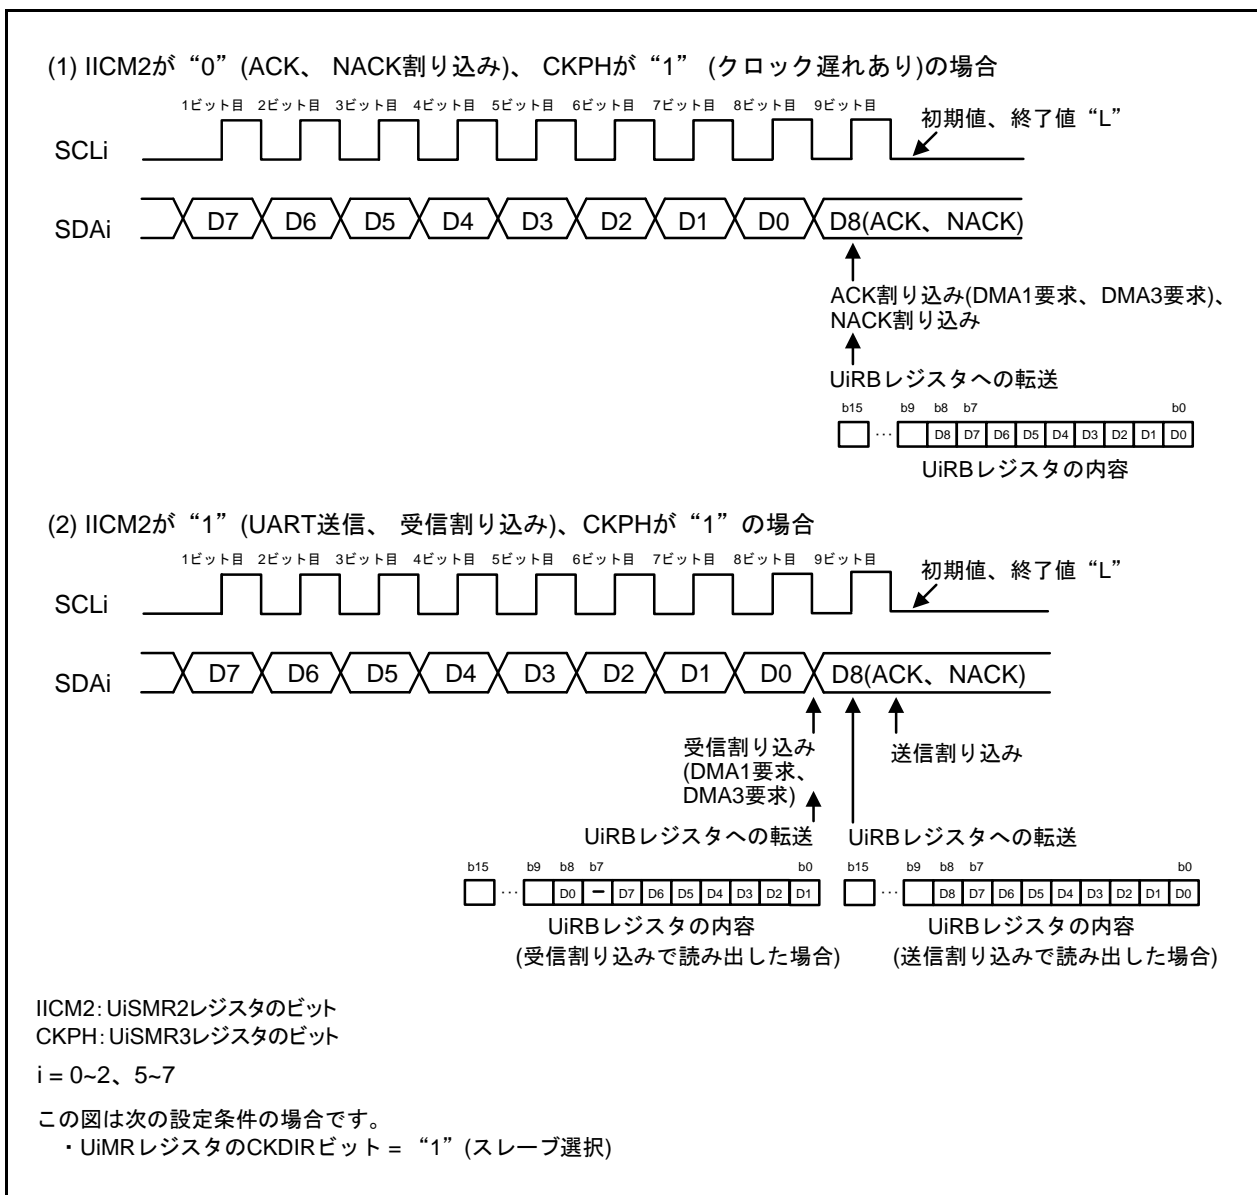 (1) IICM2が“0”(ACK、 NACK割り込み)、 CKPHが“1” (クロック遅れあり)の場合
1ビット目 2ビット目 3ビット目 4ビット目 5ビット目 6ビット目 7ビット目 8ビット目 9ビット目
初期値、終了値“L”
SCLi
SDAi D7 D6 D5 D4 D3 D2 D1 D0 D8(ACK、NACK)
ACK割り込み(DMA1要求、DMA3要求)、
NACK割り込み
UiRBレジスタへの転送
b15 b9 b8 b7 b0
… D8 D7 D6 D5 D4 D3 D2 D1 D0
UiRBレジスタの内容
(2) IICM2が“1”(UART送信、 受信割り込み)、CKPHが“1”の場合
1ビット目 2ビット目 3ビット目 4ビット目 5ビット目 6ビット目 7ビット目 8ビット目 9ビット目
初期値、終了値“L”
SCLi
SDAi D7 D6 D5 D4 D3 D2 D1 D0 D8(ACK、NACK)
受信割り込み
(DMA1要求、
DMA3要求)
送信割り込み
UiRBレジスタへの転送
b15 b9 b8 b7 b0
… D0 − D7 D6 D5 D4 D3 D2 D1
UiRBレジスタの内容
(受信割り込みで読み出した場合)
UiRBレジスタへの転送
b15 b9 b8 b7 b0
… D8 D7 D6 D5 D4 D3 D2 D1 D0
UiRBレジスタの内容
(送信割り込みで読み出した場合)
IICM2:UiSMR2レジスタのビット
CKPH:UiSMR3レジスタのビット
i = 0~2、5~7
この図は次の設定条件の場合です。
・UiMRレジスタのCKDIRビット = “1”(スレーブ選択)